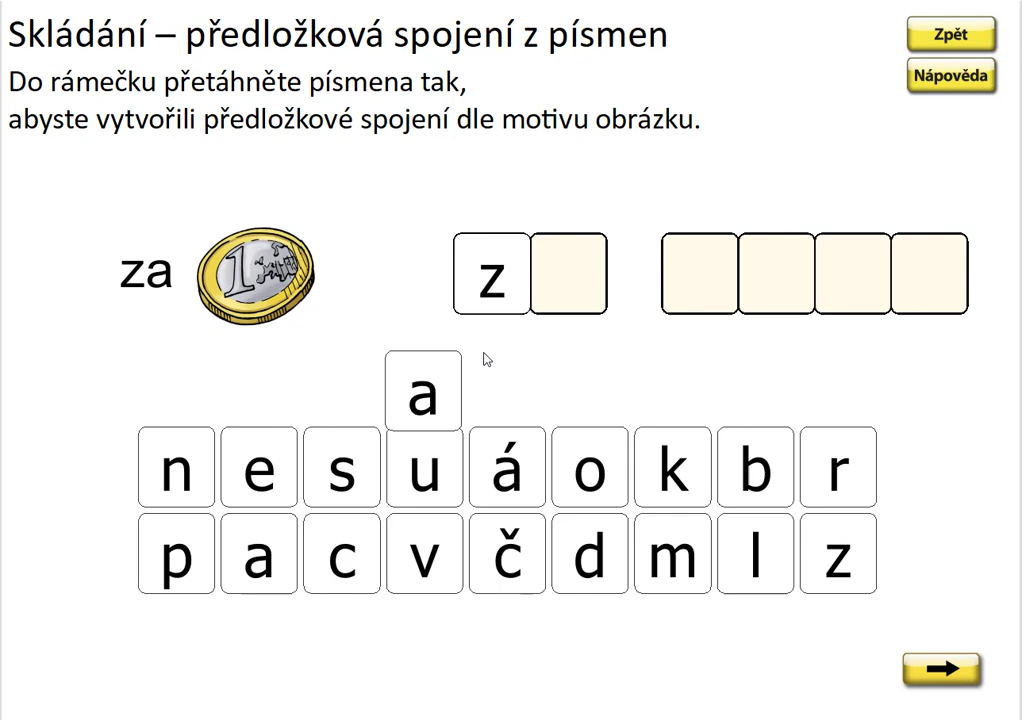 Skládání – předložková spojení z písmen
Zpět
Do rámečku přetáhněte písmena tak,
Nápověda
abyste vytvořili předložkové spojení dle motivu obrázku.
za 1 z
a
n e s u á o k b r
p a c v č d m l z